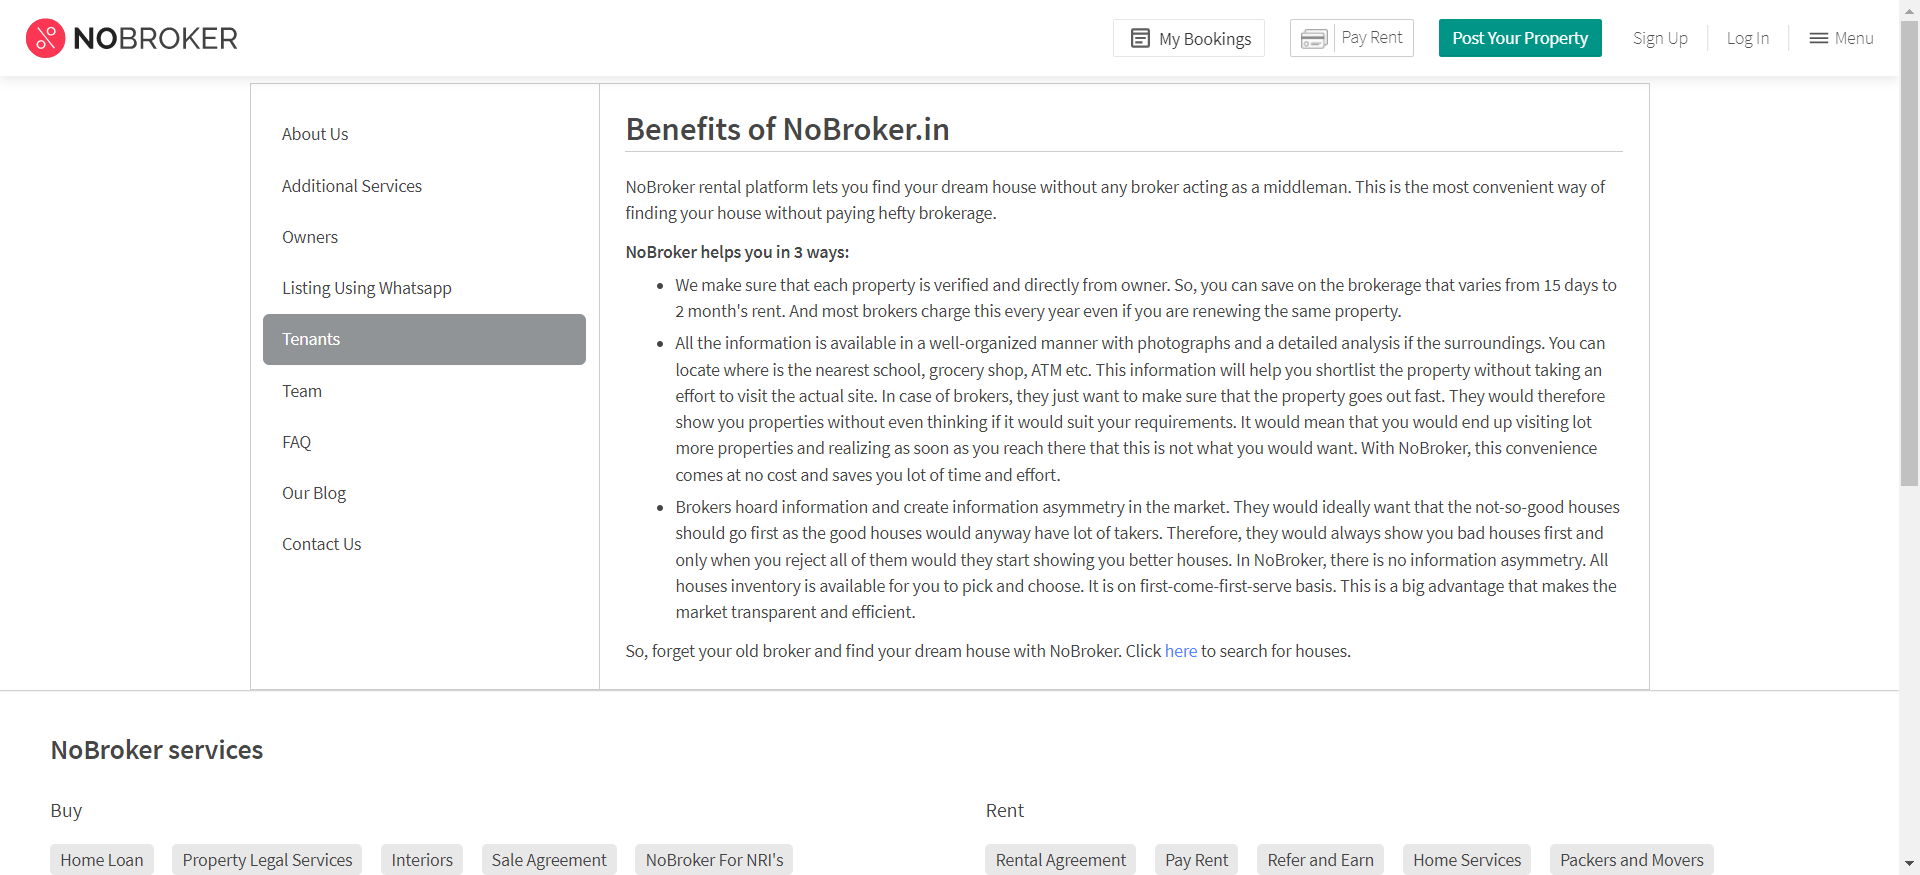 NOBROKER
My Bookings
Pay Rent
Post Your Property
Sign Up
Log In
Menu
About Us
Additional Services
Owners
Listing Using Whatsapp
Tenants
Team
FAQ
Our Blog
Contact Us
Benefits of NoBroker.in
NoBroker rental platform lets you find your dream house without any broker acting as a middleman. This is the most convenient way of
finding your house without paying hefty brokerage.
NoBroker helps you in 3 ways:
We make sure that each property is verified and directly from owner. So, you can save on the brokerage that varies from 15 days to
2 month's rent. And most brokers charge this every year even if you are renewing the same property.
All the information is available in a well-organized manner with photographs and a detailed analysis if the surroundings. You can
locate where is the nearest school, grocery shop, ATM etc. This information will help you shortlist the property without taking an
effort to visit the actual site. In case of brokers, they just want to make sure that the property goes out fast. They would therefore
show you properties without even thinking if it would suit your requirements. It would mean that you would end up visiting lot
more properties and realizing as soon as you reach there that this is not what you would want. With NoBroker, this convenience
comes at no cost and saves you lot of time and effort.
Brokers hoard information and create information asymmetry in the market. They would ideally want that the not-so-good houses
should go first as the good houses would anyway have lot of takers. Therefore, they would always show you bad houses first and
only when you reject all of them would they start showing you better houses. In NoBroker, there is no information asymmetry. All
houses inventory is available for you to pick and choose. It is on first-come-first-serve basis. This is a big advantage that makes the
market transparent and efficient.
So, forget your old broker and find your dream house with NoBroker. Click here to search for houses.
NoBroker services
Buy
Home Loan
Property Legal Services
Interiors
Sale Agreement
NoBroker For NRI's
Rent
Rental Agreement
Pay Rent
Refer and Earn
Home Services
Packers and Movers